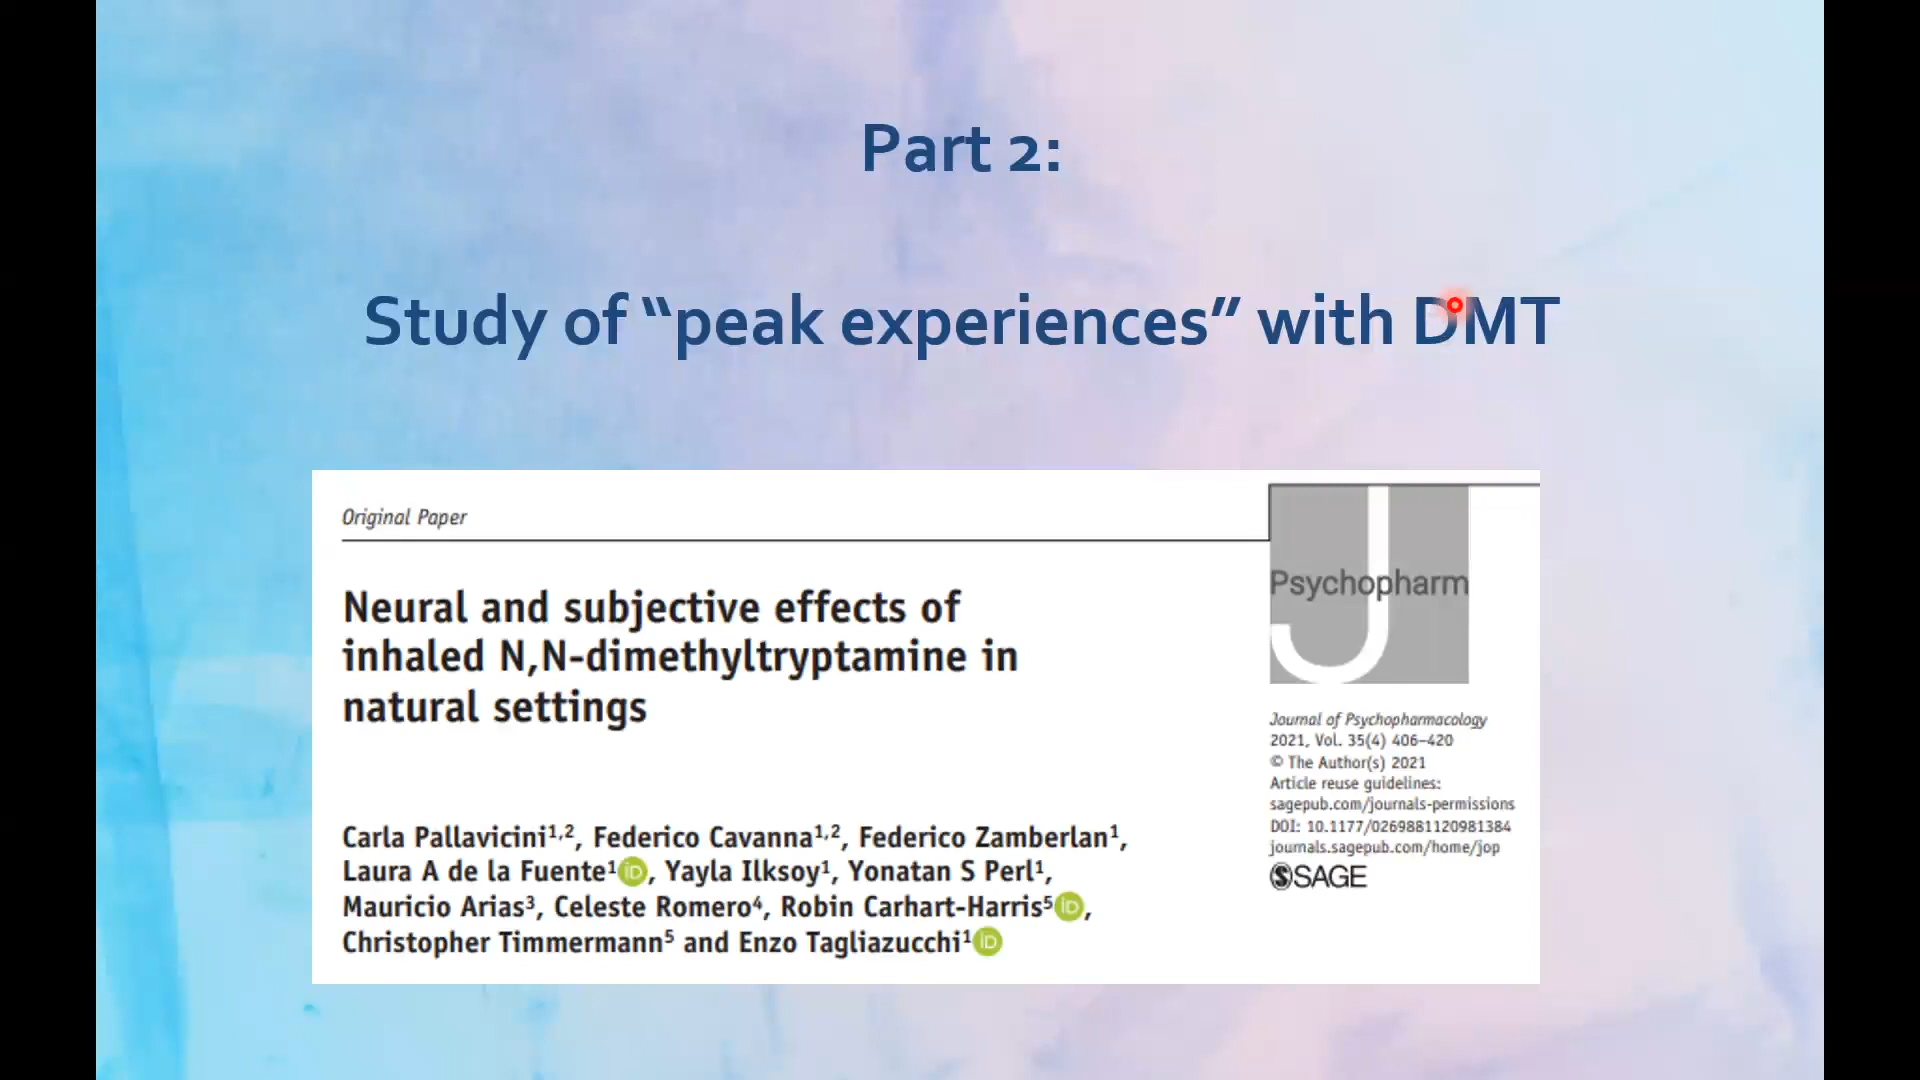 Part 2:
Study of “peak experiences” with DMT
Original Paper
Neural and subjective effects of
inhaled N,N-dimethyltryptamine in
natural settings
Carla Pallavicini1,2, Federico Cavanna1,2, Federico Zamberlan1,
Laura A de la Fuente1 iD, Yayla Ilksoy1, Yonatan S Perl1,
Mauricio Arias3, Celeste Romero4, Robin Carhart-Harris5 iD,
Christopher Timmermann5 and Enzo Tagliazucchi1 iD
J
Psychopharm
Journal of Psychopharmacology
2021, Vol. 35(4) 406–420
© The Author(s) 2021
Article reuse guidelines:
sagepub.com/journals-permissions
DOI: 10.1177/0269881120981384
journals.sagepub.com/home/jop
SSAGE